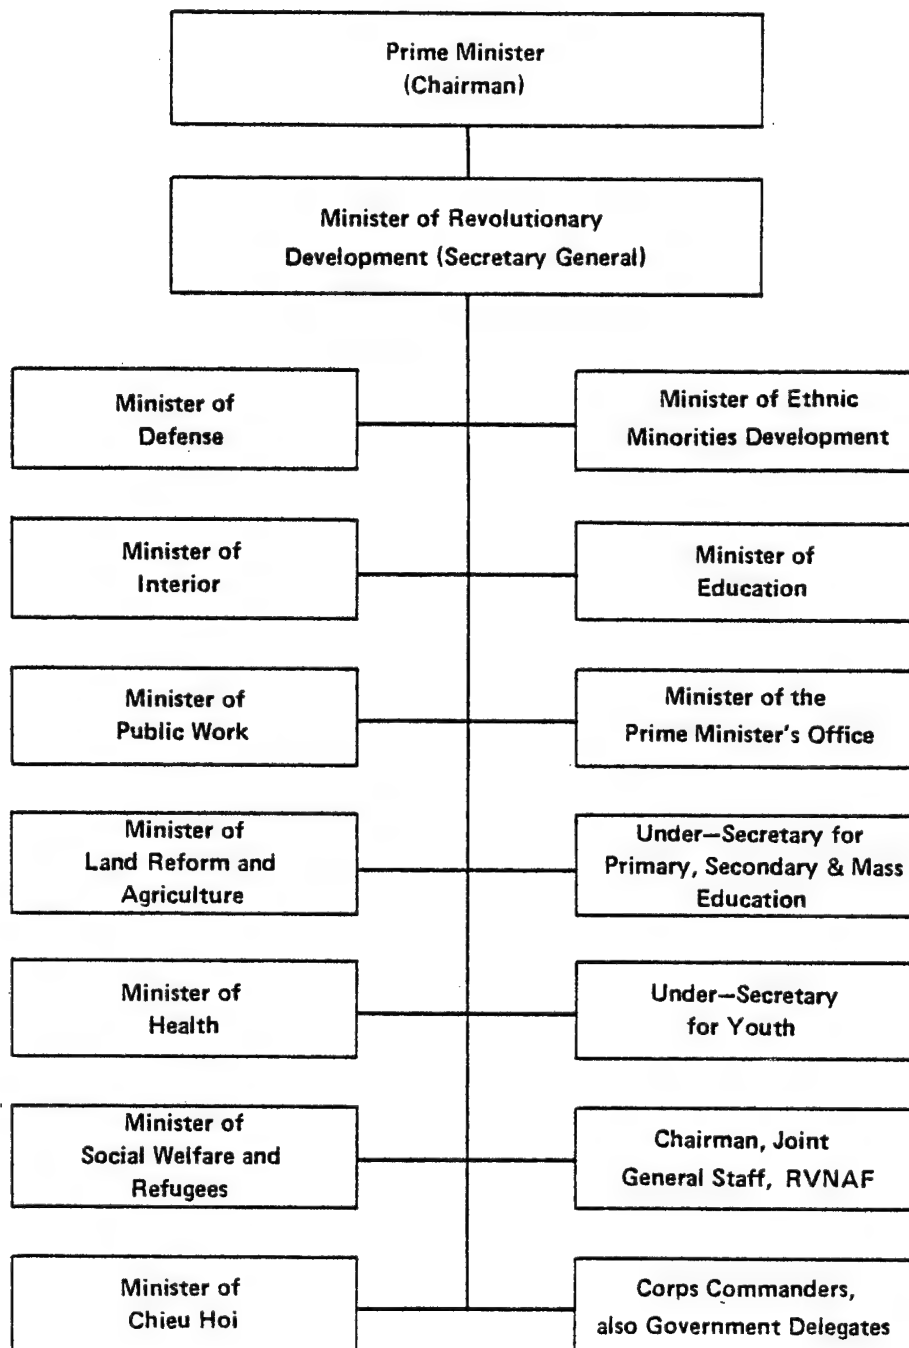 Prime Minister
(Chairman)
Minister of Revolutionary
Development (Secretary General)
Minister of
Defense
Minister of Ethnic
Minorities Development
Minister of
Interior
Minister of
Education
Minister of
Public Work
Minister of the
Prime Minister's Office
Minister of
Land Reform and
Agriculture
Under—Secretary for
Primary, Secondary & Mass
Education
Minister of
Health
Under—Secretary
for Youth
Minister of
Social Welfare and
Refugees
Chairman, Joint
General Staff, RVNAF
Minister of
Chieu Hoi
Corps Commanders,
also Government Delegates